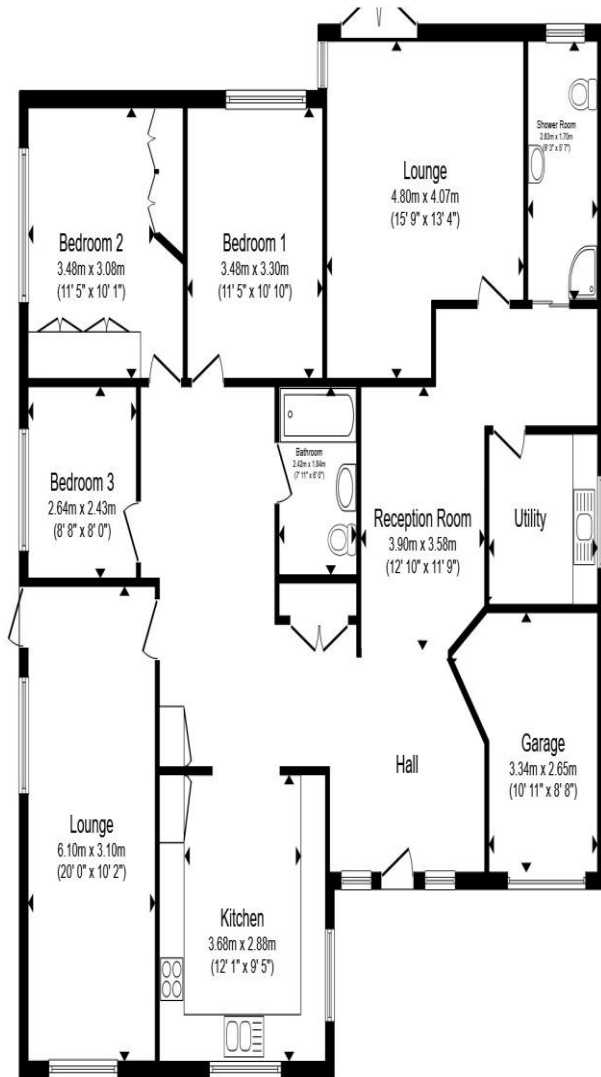 Lounge
4.80m x 4.07m
(15' 9" x 13' 4")
Shower Room
2.83m x 1.70m
(9' 3" x 5' 7")
Bedroom 2
3.48m x 3.08m
(11' 5" x 10' 1")
Bedroom 1
3.48m x 3.30m
(11' 5" x 10' 10")
Bathroom
2.42m x 1.84m
(7' 11" x 6' 0")
Bedroom 3
2.64m x 2.43m
(8' 8" x 8' 0")
Reception Room
3.90m x 3.58m
(12' 10" x 11' 9")
Utility
Garage
3.34m x 2.65m
(10' 11" x 8' 8")
Hall
Lounge
6.10m x 3.10m
(20' 0" x 10' 2")
Kitchen
3.68m x 2.88m
(12' 1" x 9' 5")